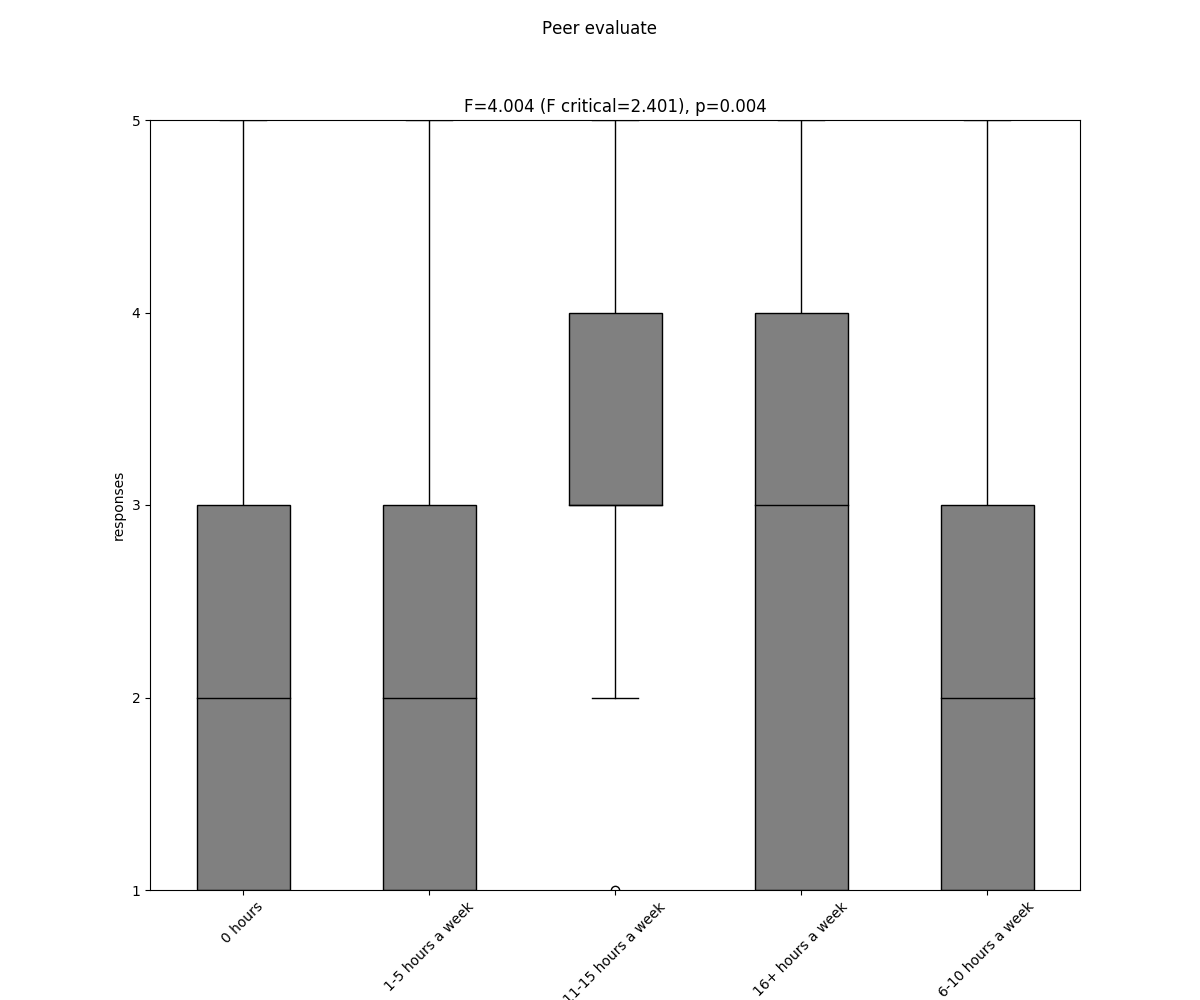 Peer evaluate
F=4.004 (F critical=2.401), p=0.004
5
4
3
2
1
responses
0 hours
1-5 hours a week
11-15 hours a week
16+ hours a week
6-10 hours a week